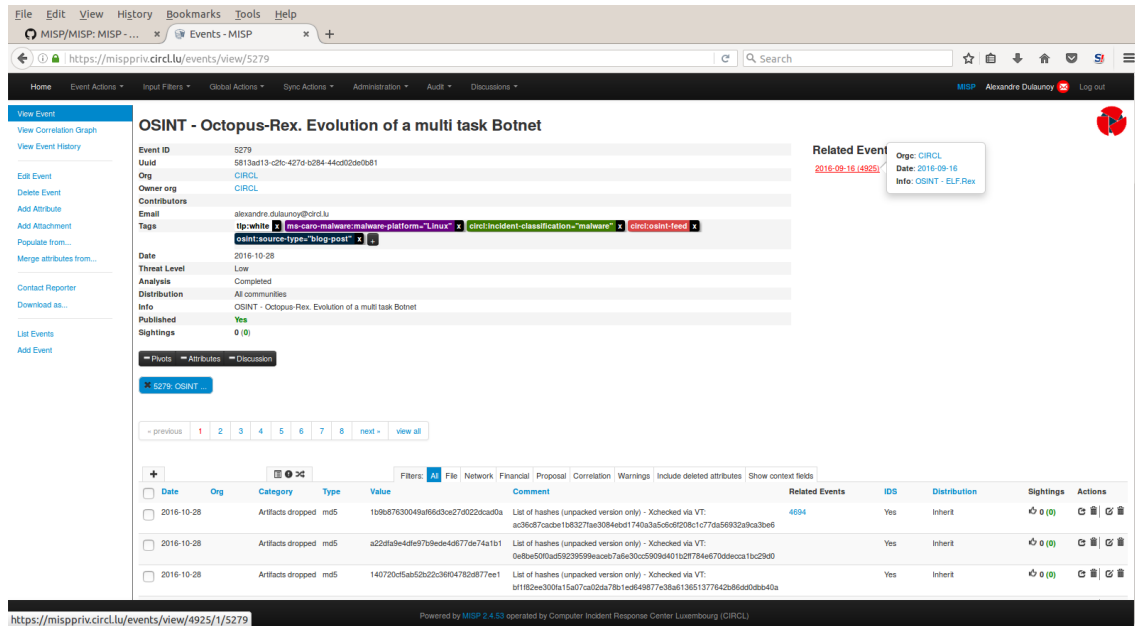 File Edit View History Bookmarks Tools Help
MISP/MISP: MISP - ... × Events - MISP × +
https://misppriv.circl.lu/events/view/5279 Search
Home Event Actions Input Filters Global Actions Sync Actions Administration Audit Discussions MISP Alexandre Dulaunoy Log out
View Event
View Correlation Graph
View Event History
Edit Event
Delete Event
Add Attribute
Add Attachment
Populate from...
Merge attributes from...
Contact Reporter
Download as...
List Events
Add Event
OSINT - Octopus-Rex. Evolution of a multi task Botnet
Event ID 5279
Uuid 5813ad13-c2fc-427d-b284-44cd02de0b81
Org CIRCL
Owner org CIRCL
Contributors
Email alexandre.dulaunoy@circl.lu
Tags tlp:white x ms-caro-malware:malware-platform="Linux" x circl:incident-classification="malware" x circl:osint-feed x
osint:source-type="blog-post" x +
Date 2016-10-28
Threat Level Low
Analysis Completed
Distribution All communities
Info OSINT - Octopus-Rex. Evolution of a multi task Botnet
Published Yes
Sightings 0 (0)
Related Event
2016-09-16 (4925)
Orgc: CIRCL
Date: 2016-09-16
Info: OSINT - ELF.Rex
Pivots Attributes Discussion
5279: OSINT ...
« previous 1 2 3 4 5 6 7 8 next » view all
Filters: All File Network Financial Proposal Correlation Warnings Include deleted attributes Show context fields
Date Org Category Type Value Comment Related Events IDS Distribution Sightings Actions
2016-10-28 Artifacts dropped md5 1b9b87630049af66d3ce27d022dcad0a List of hashes (unpacked version only) - Xchecked via VT: 4694 Yes Inherit 0 (0)
ac36c87cacbe1b8327fae3084ebd1740a3a5c6c6f208c1c77da56932a9ca3be6
2016-10-28 Artifacts dropped md5 a22dfa9e4dfe97b9ede4d677de74a1b1 List of hashes (unpacked version only) - Xchecked via VT: Yes Inherit 0 (0)
0e8be50f0ad59239599eaceb7a6e30cc5909d401b2ff784e670ddecca1bc29d0
2016-10-28 Artifacts dropped md5 140720cf5ab52b22c36f04782d877ee1 List of hashes (unpacked version only) - Xchecked via VT: Yes Inherit 0 (0)
bf1f82ee300fa15a07ca02da78b1ed649877e38a613651377642b86dd0dbb40a
https://misppriv.circl.lu/events/view/4925/1/5279
Powered by MISP 2.4.53 operated by Computer Incident Response Center Luxembourg (CIRCL)